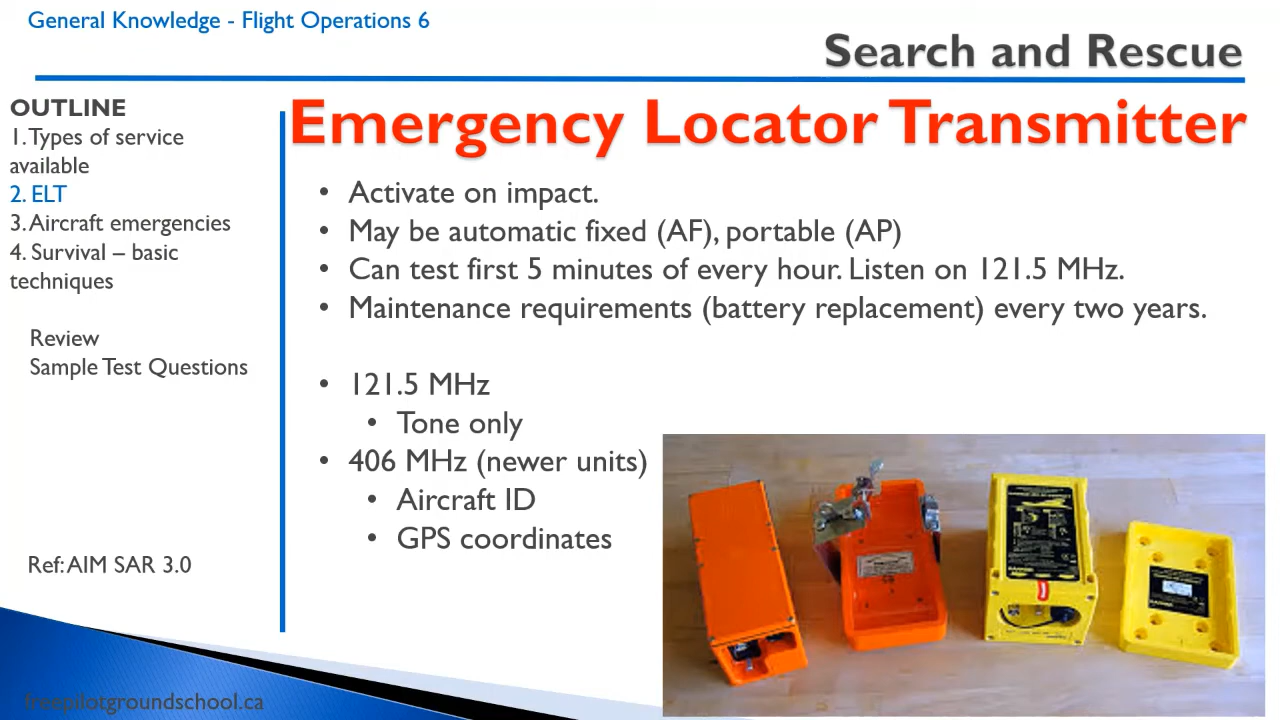 General Knowledge - Flight Operations 6
Search and Rescue
OUTLINE
1. Types of service
available
2. ELT
3. Aircraft emergencies
4. Survival – basic
techniques
Review
Sample Test Questions
Ref: AIM SAR 3.0
freepilotgroundschool.ca
Emergency Locator Transmitter
• Activate on impact.
• May be automatic fixed (AF), portable (AP)
• Can test first 5 minutes of every hour. Listen on 121.5 MHz.
• Maintenance requirements (battery replacement) every two years.
• 121.5 MHz
• Tone only
• 406 MHz (newer units)
• Aircraft ID
• GPS coordinates